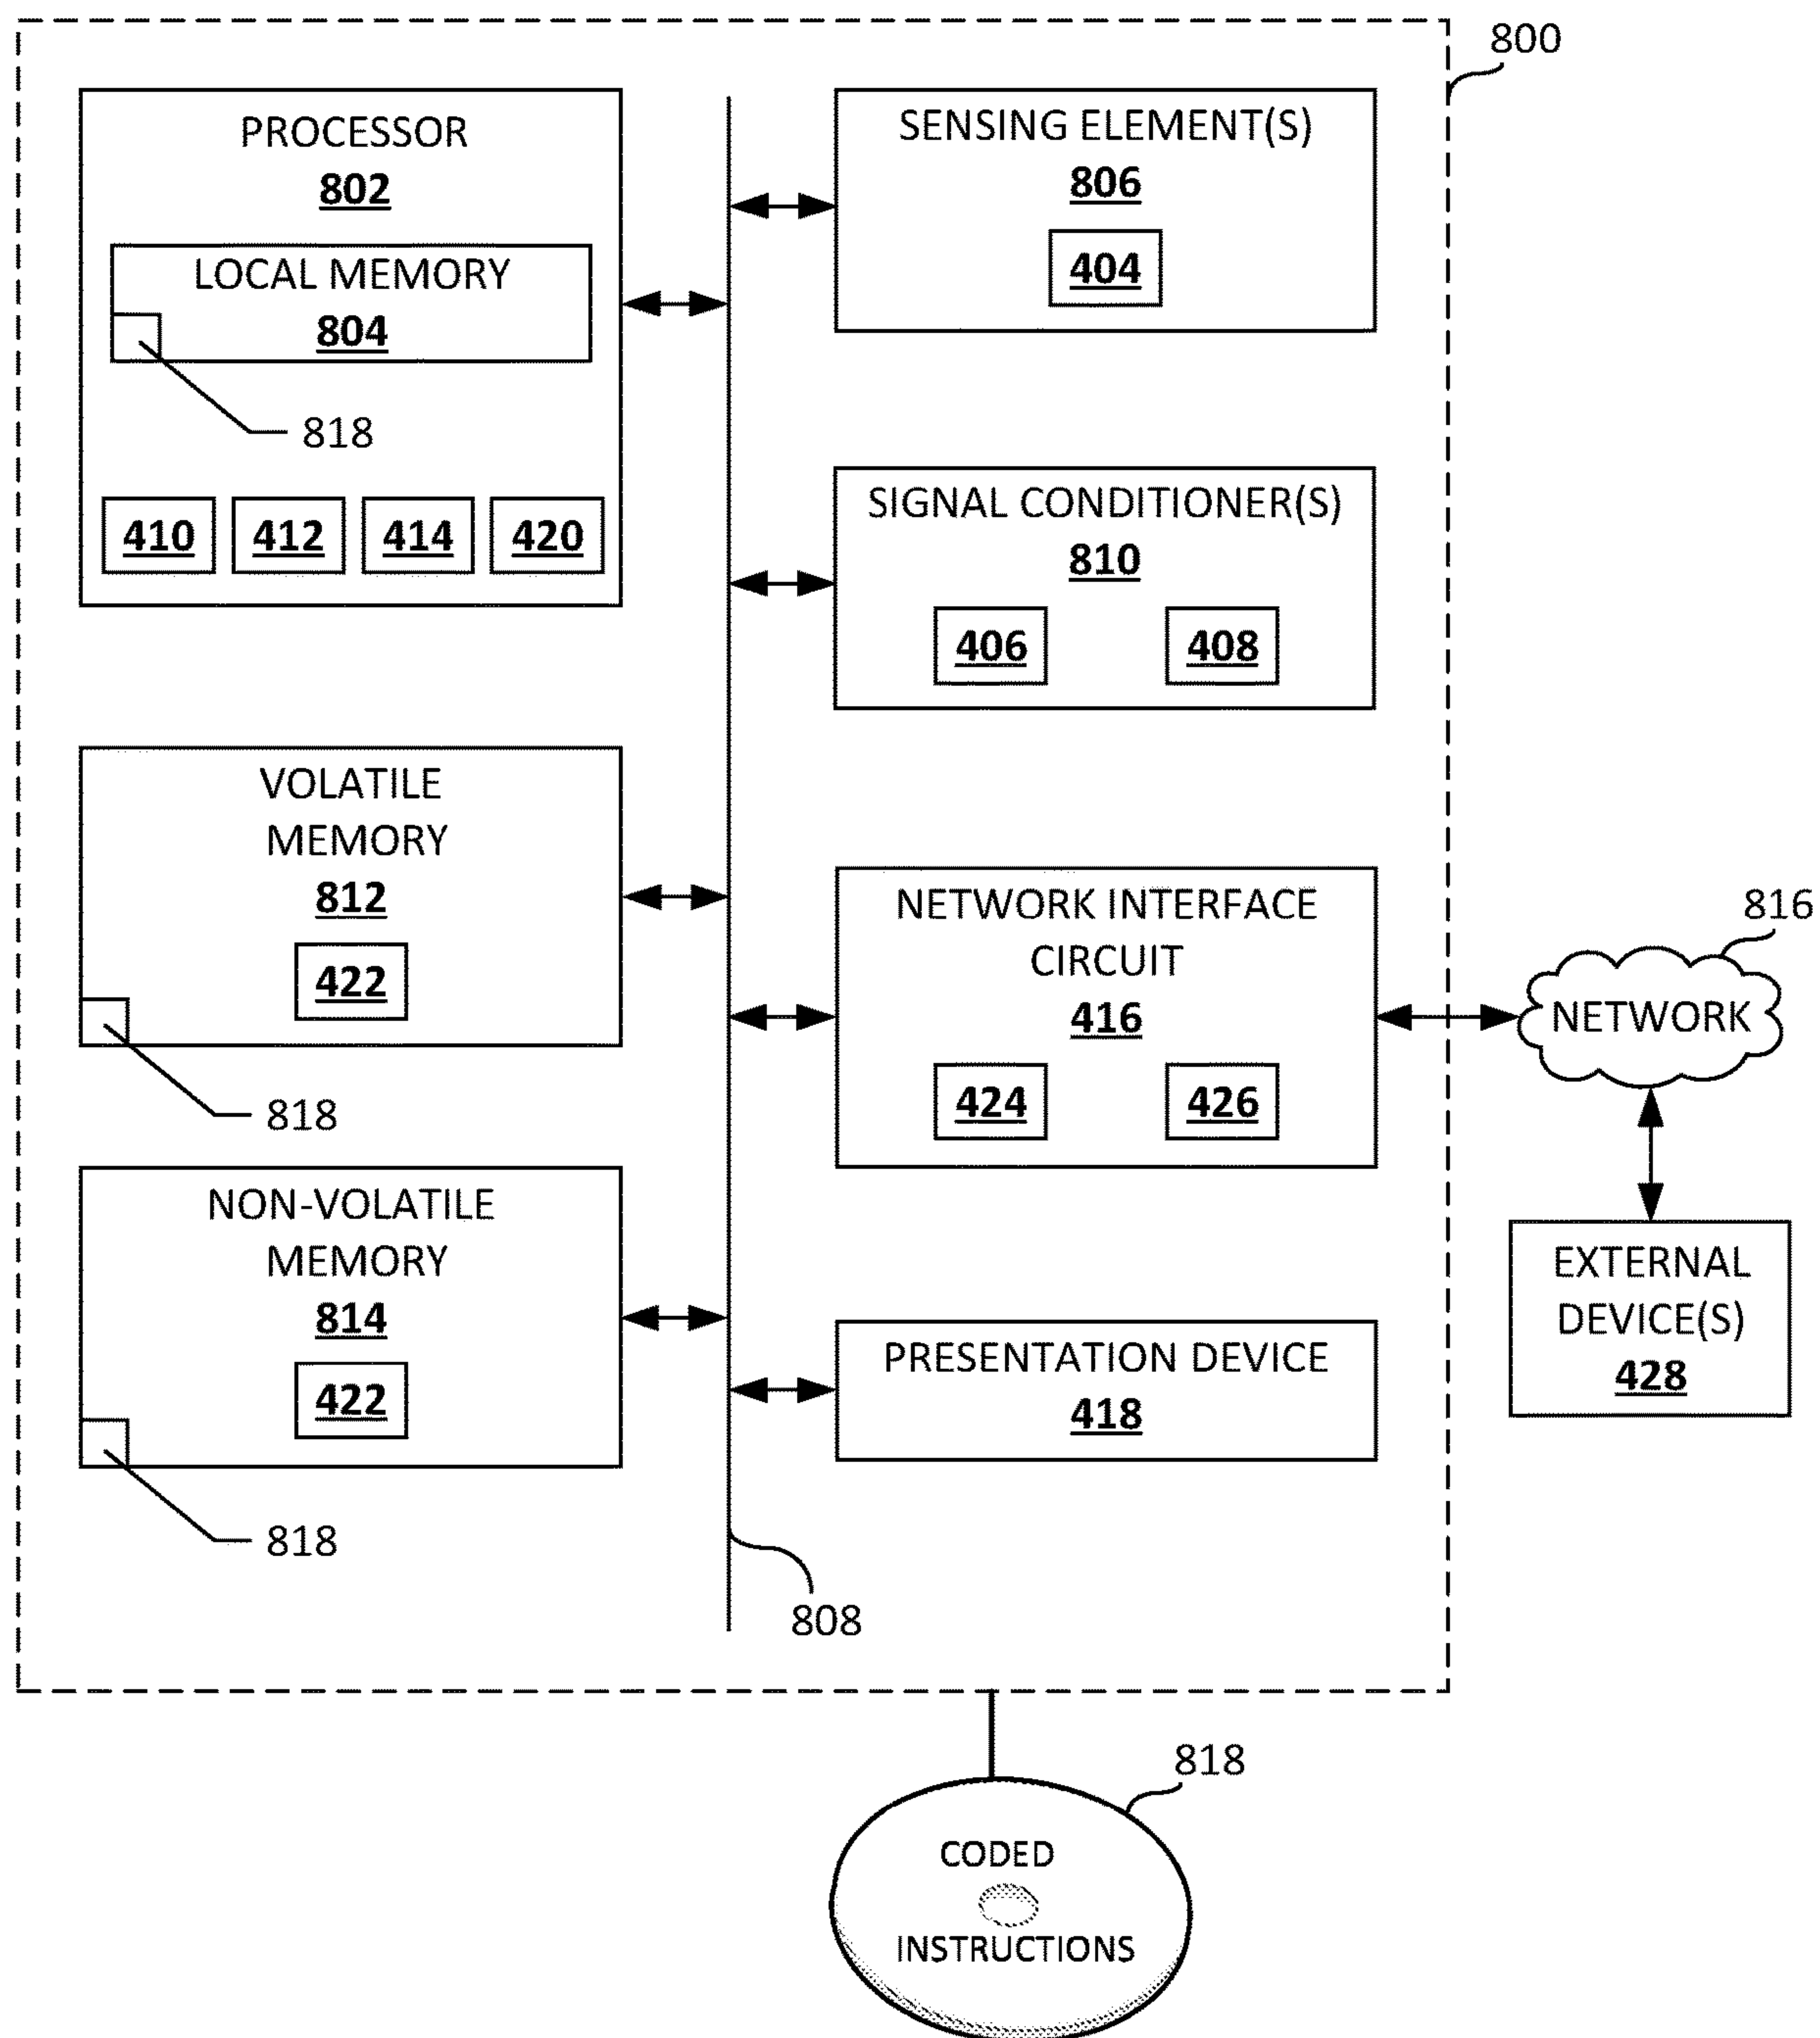 800
PROCESSOR
802
LOCAL MEMORY
804
818
410 412 414 420
SENSING ELEMENT(S)
806
404
SIGNAL CONDITIONER(S)
810
406 408
VOLATILE
MEMORY
812
422
818
NETWORK INTERFACE
CIRCUIT
416
424 426
816
NETWORK
NON-VOLATILE
MEMORY
814
422
818
PRESENTATION DEVICE
418
EXTERNAL
DEVICE(S)
428
808
818
CODED
INSTRUCTIONS